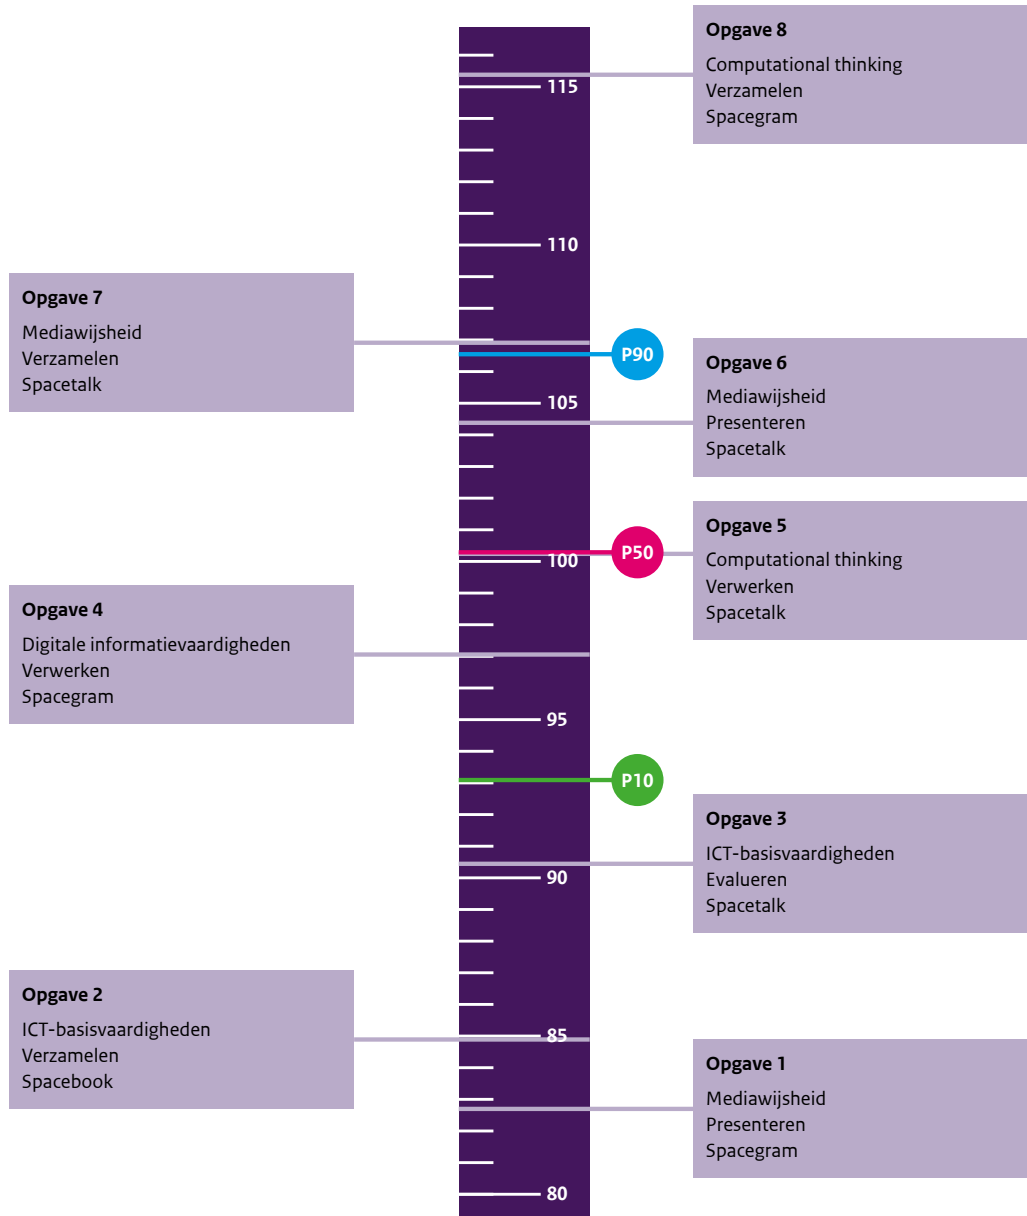 Opgave 8
Computational thinking
Verzamelen
Spacegram
115
110
Opgave 7
Mediawijsheid
Verzamelen
Spacetalk
P90
Opgave 6
Mediawijsheid
Presenteren
Spacetalk
105
Opgave 5
Computational thinking
Verwerken
Spacetalk
P50
100
Opgave 4
Digitale informatievaardigheden
Verwerken
Spacegram
95
P10
Opgave 3
ICT-basisvaardigheden
Evalueren
Spacetalk
90
Opgave 2
ICT-basisvaardigheden
Verzamelen
Spacebook
85
Opgave 1
Mediawijsheid
Presenteren
Spacegram
80